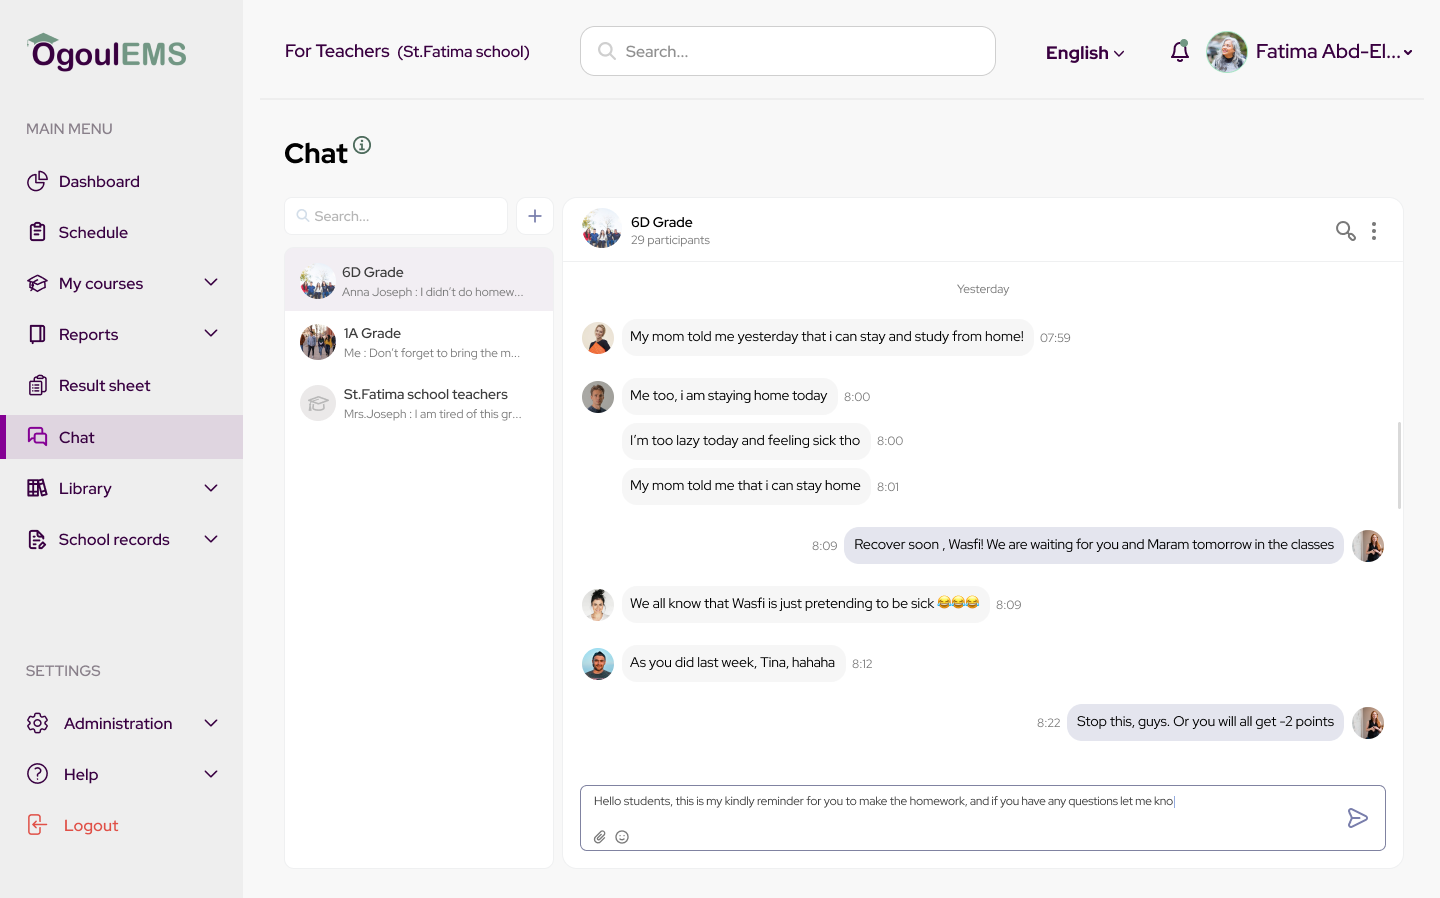 OgoulEMS
For Teachers (St.Fatima school)
Search...
English
Fatima Abd-El...
MAIN MENU
Dashboard
Schedule
My courses
Reports
Result sheet
Chat
Library
School records
SETTINGS
Administration
Help
Logout
Chat
Search...
6D Grade
Anna Joseph : I didn't do homew...
1A Grade
Me : Don't forget to bring the m...
St.Fatima school teachers
Mrs.Joseph : I am tired of this gr...
6D Grade
29 participants
Yesterday
My mom told me yesterday that i can stay and study from home! 07:59
Me too, i am staying home today 8:00
I'm too lazy today and feeling sick tho 8:00
My mom told me that i can stay home 8:01
8:09 Recover soon , Wasfi! We are waiting for you and Maram tomorrow in the classes
We all know that Wasfi is just pretending to be sick 😂😂😂 8:09
As you did last week, Tina, hahaha 8:12
8:22 Stop this, guys. Or you will all get -2 points
Hello students, this is my kindly reminder for you to make the homework, and if you have any questions let me kno